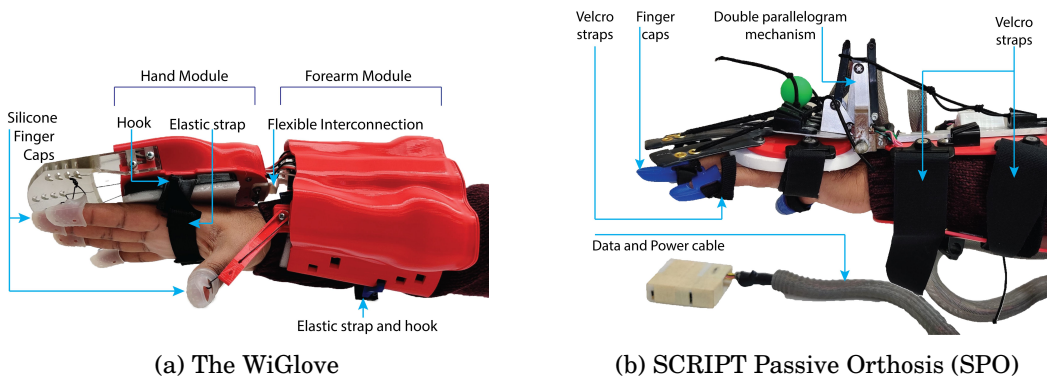 Hand Module
Forearm Module
Silicone
Finger
Caps
Hook
Elastic strap
Flexible Interconnection
Elastic strap and hook
(a) The WiGlove
Velcro
straps
Finger
caps
Double parallelogram
mechanism
Velcro
straps
Data and Power cable
(b) SCRIPT Passive Orthosis (SPO)